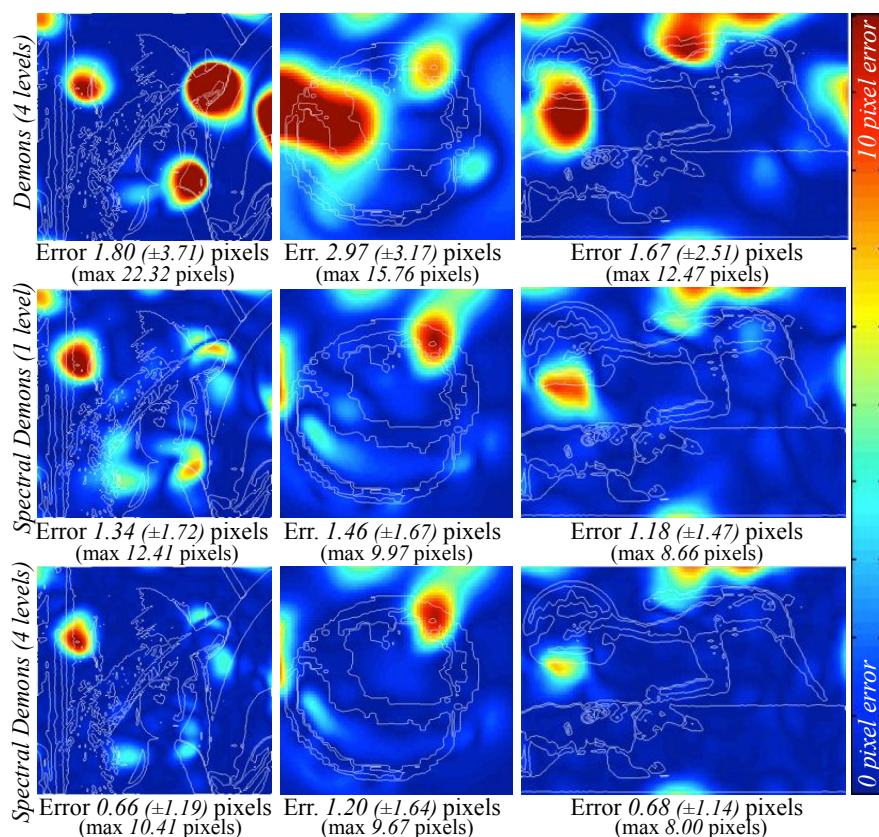 Demons (4 levels)
Error 1.80 (±3.71) pixels
(max 22.32 pixels)
Err. 2.97 (±3.17) pixels
(max 15.76 pixels)
Error 1.67 (±2.51) pixels
(max 12.47 pixels)
Spectral Demons (1 level)
Error 1.34 (±1.72) pixels
(max 12.41 pixels)
Err. 1.46 (±1.67) pixels
(max 9.97 pixels)
Error 1.18 (±1.47) pixels
(max 8.66 pixels)
Spectral Demons (4 levels)
Error 0.66 (±1.19) pixels
(max 10.41 pixels)
Err. 1.20 (±1.64) pixels
(max 9.67 pixels)
Error 0.68 (±1.14) pixels
(max 8.00 pixels)
10 pixel error
0 pixel error